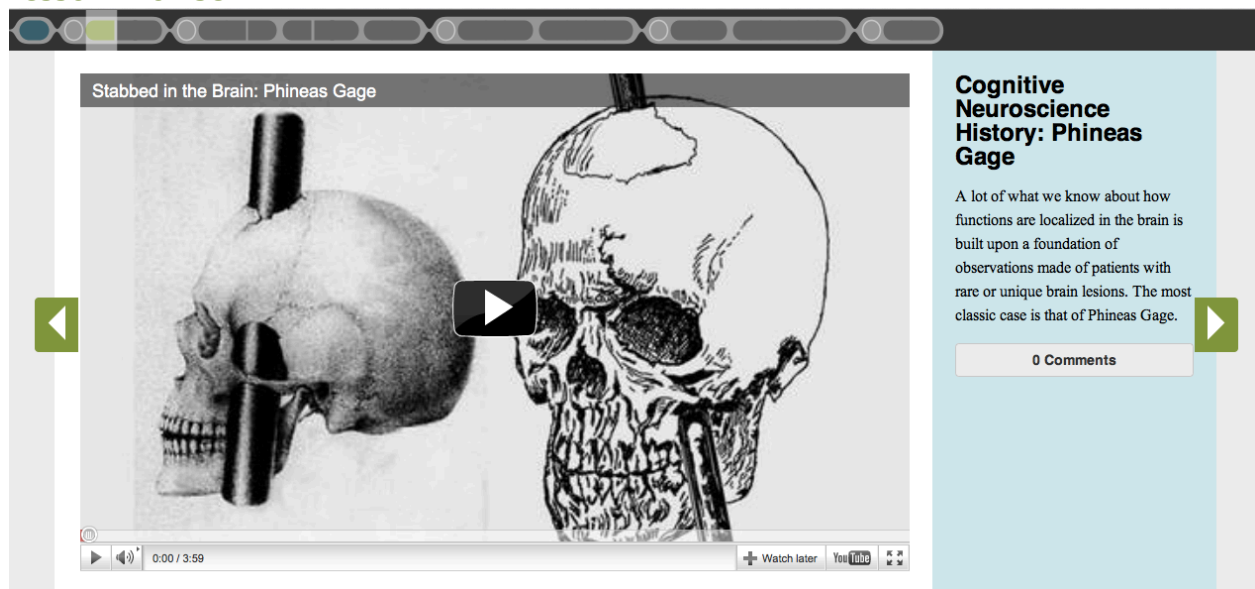 Stabbed in the Brain: Phineas Gage
0:00 / 3:59
Watch later
YouTube
Cognitive
Neuroscience
History: Phineas
Gage
A lot of what we know about how
functions are localized in the brain is
built upon a foundation of
observations made of patients with
rare or unique brain lesions. The most
classic case is that of Phineas Gage.
0 Comments